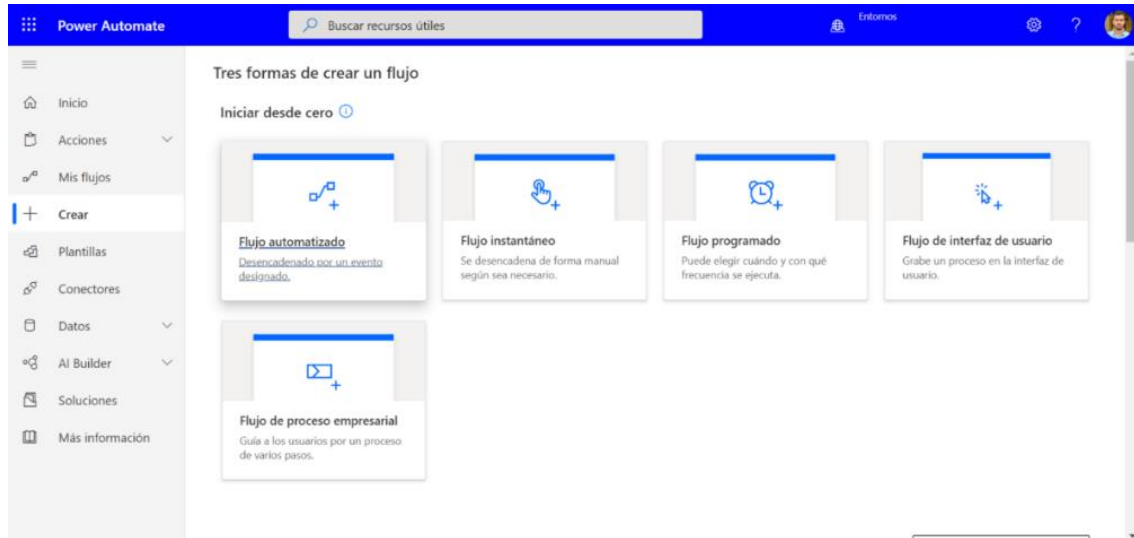 Power Automate
Buscar recursos útiles
Entornos
?
Inicio
Acciones
Mis flujos
Crear
Plantillas
Conectores
Datos
AI Builder
Soluciones
Más información
Tres formas de crear un flujo
Iniciar desde cero
Flujo automatizado
Desencadenado por un evento
designado.
Flujo instantáneo
Se desencadena de forma manual
según sea necesario.
Flujo programado
Puede elegir cuándo y con qué
frecuencia se ejecuta.
Flujo de interfaz de usuario
Grabe un proceso en la interfaz de
usuario.
Flujo de proceso empresarial
Guía a los usuarios por un proceso
de varios pasos.